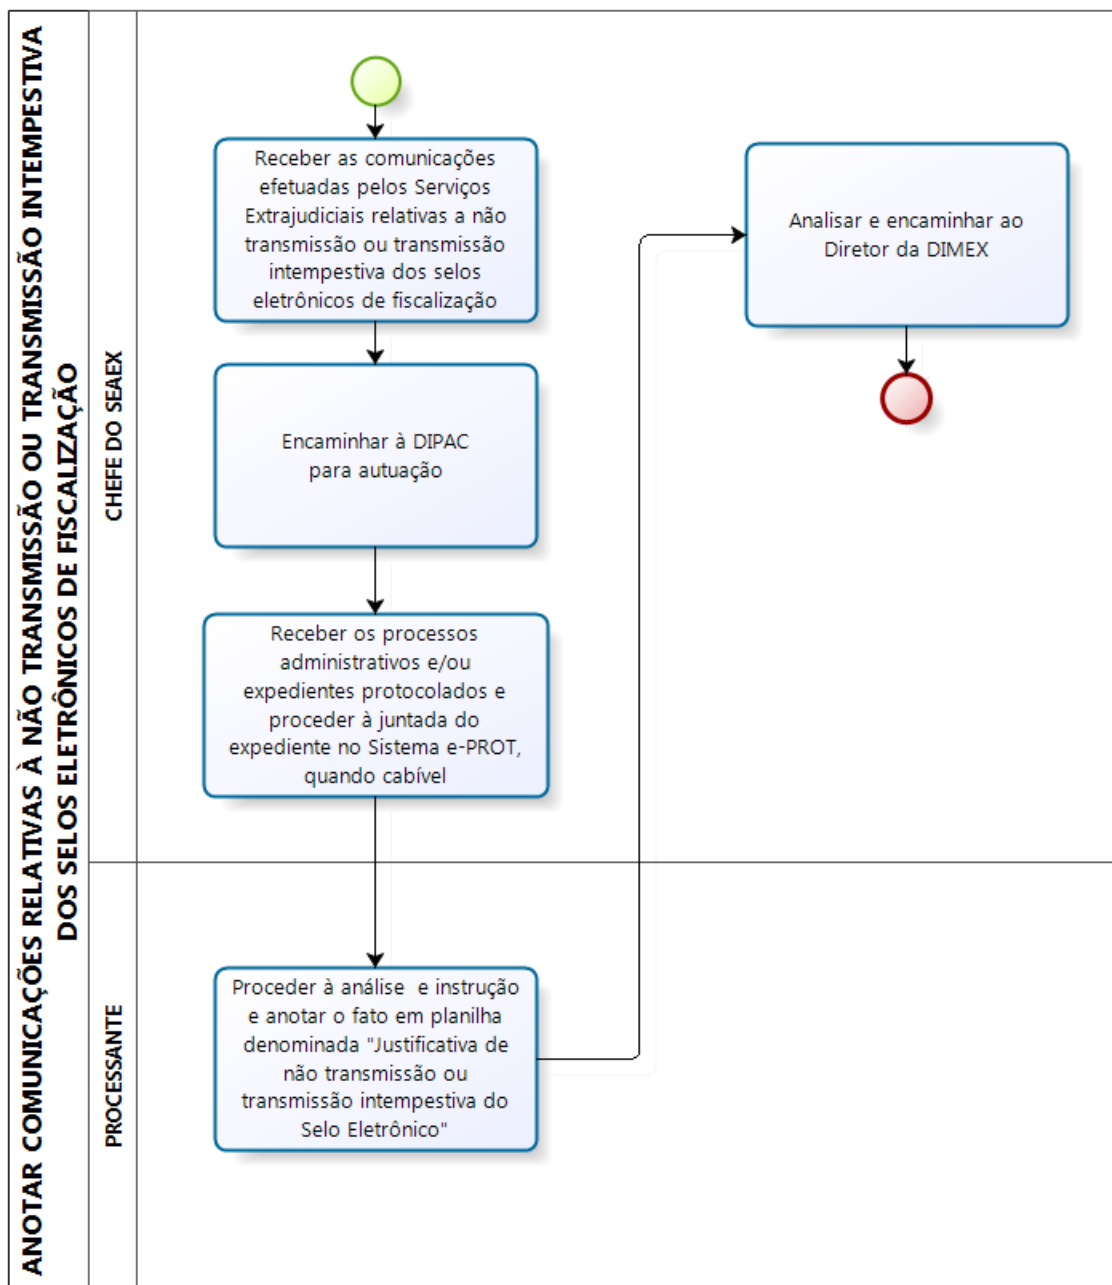 ANOTAR COMUNICAÇÕES RELATIVAS À NÃO TRANSMISSÃO OU TRANSMISSÃO INTEMPESTIVA
DOS SELOS ELETRÔNICOS DE FISCALIZAÇÃO
CHEFE DO SEAEX
Receber as comunicações
efetuadas pelos Serviços
Extrajudiciais relativas a não
transmissão ou transmissão
intempestiva dos selos
eletrônicos de fiscalização
Encaminhar à DIPAC
para autuação
Receber os processos
administrativos e/ou
expedientes protocolados e
proceder à juntada do
expediente no Sistema e-PROT,
quando cabível
Analisar e encaminhar ao
Diretor da DIMEX
PROCESSANTE
Proceder à análise  e instrução
e anotar o fato em planilha
denominada "Justificativa de
não transmissão ou
transmissão intempestiva do
Selo Eletrônico"